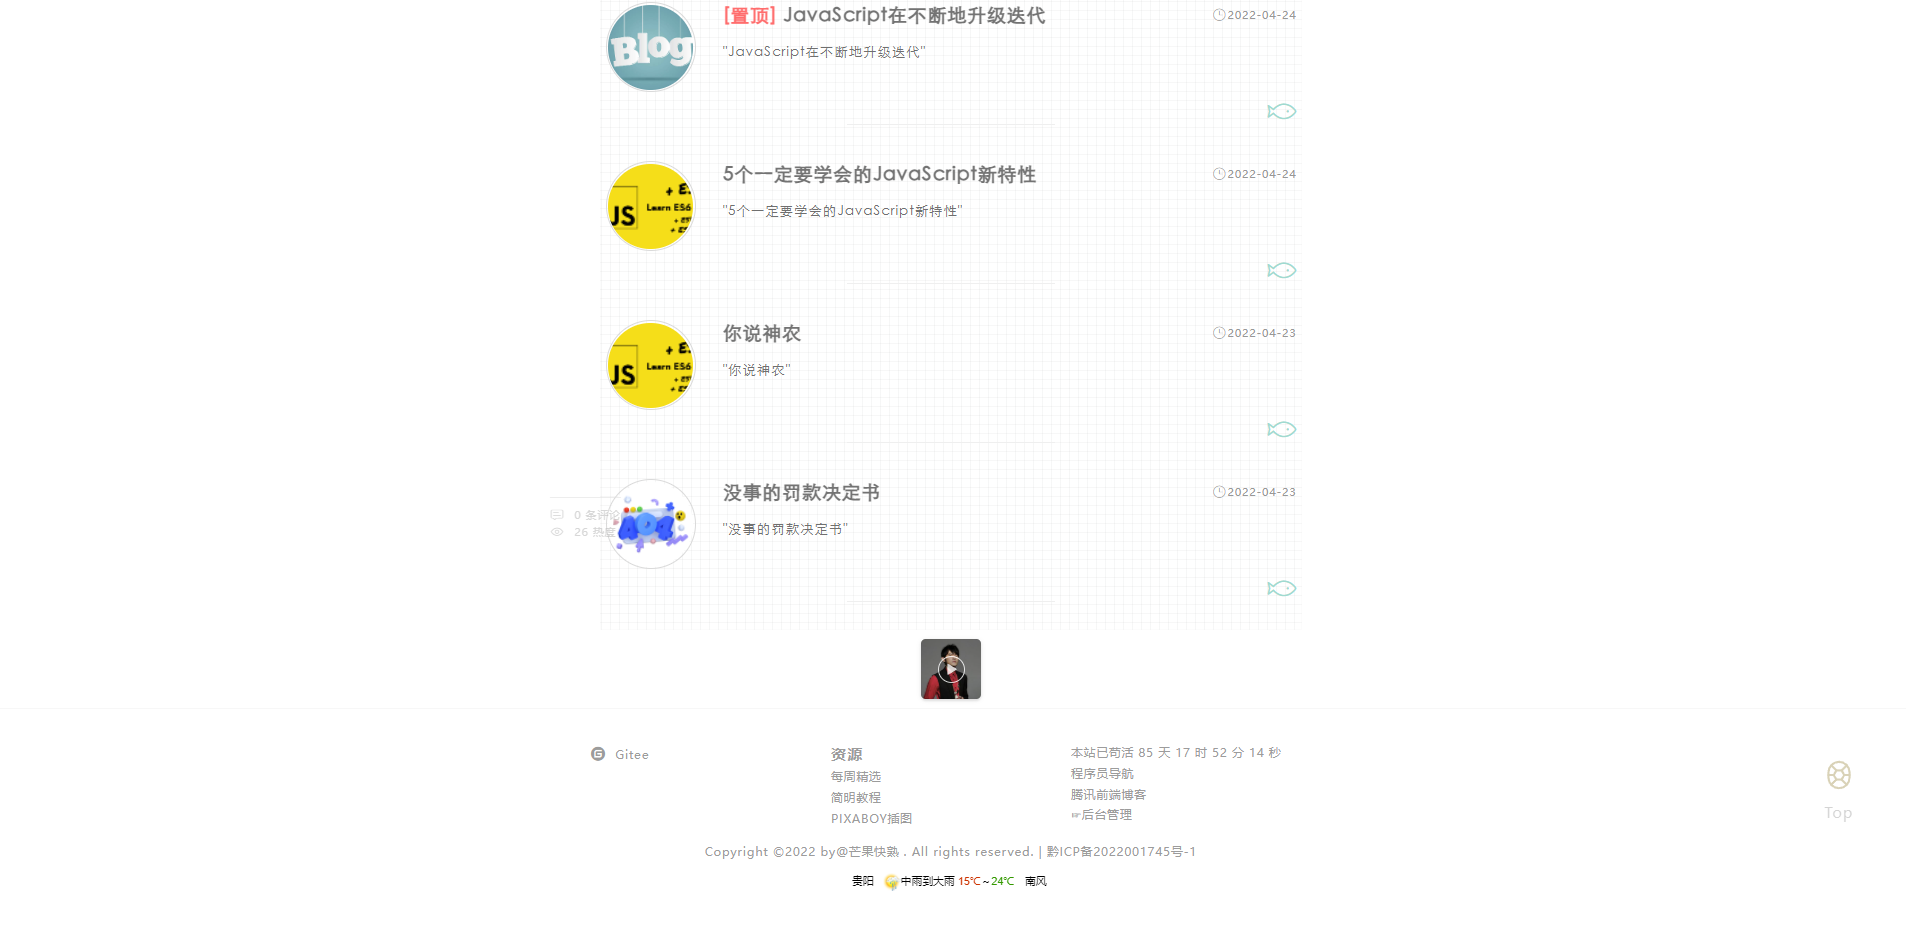 Blog
[置顶] JavaScript在不断地升级迭代
2022-04-24
"JavaScript在不断地升级迭代"
JS
Learn ES6
5个一定要学会的JavaScript新特性
2022-04-24
"5个一定要学会的JavaScript新特性"
JS
Learn ES6
你说神农
2022-04-23
"你说神农"
没事的罚款决定书
2022-04-23
0 条评论
26 热度
"没事的罚款决定书"
Gitee
资源
每周精选
简明教程
PIXABOY插图
本站已苟活 85 天 17 时 52 分 14 秒
程序员导航
腾讯前端博客
☞后台管理
Top
Copyright ©2022 by@芒果快熟 . All rights reserved. | 黔ICP备2022001745号-1
贵阳 中雨到大雨 15℃~24℃ 南风